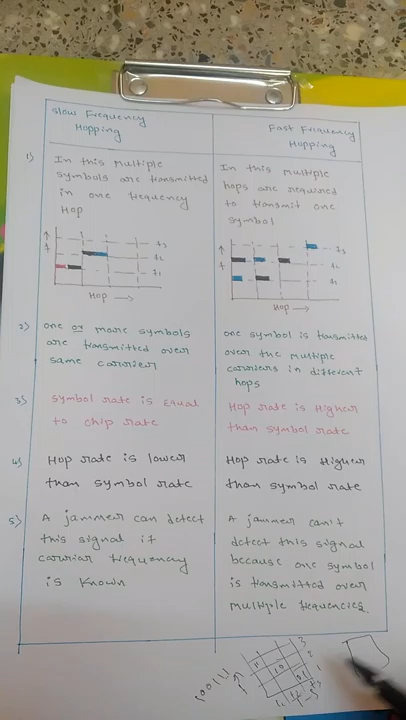 Slow Frequency
Hopping
Fast Frequency
Hopping
1)
In this Multiple
symbols are transmitted
in one frequency
Hop
In this Multiple
hops are required
to transmit one
symbol
f
f3
f2
f1
Hop
f
f3
f2
f1
Hop
2)
one or more symbols
are transmitted over
same carrier
one symbol is transmitted
over the multiple
carriers in different
hops
3)
symbol rate is Equal
to chip rate
Hop rate is Higher
than symbol rate
4)
Hop rate is lower
than symbol rate
Hop rate is Higher
than symbol rate
5)
A jammer can detect
this signal if
carrier frequency
is known
A jammer can't
detect this signal
because one symbol
is transmitted over
multiple frequencies.